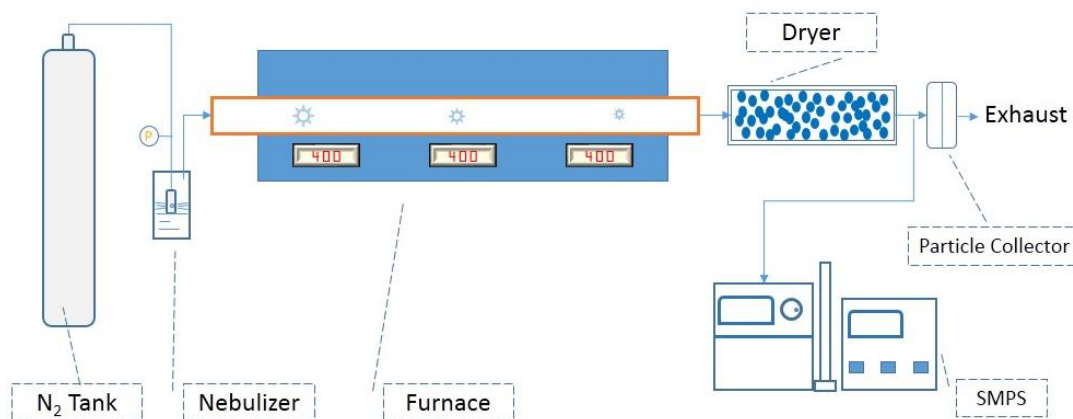 Dryer
P
Exhaust
400 400 400
Particle Collector
N₂ Tank
Nebulizer
Furnace
SMPS